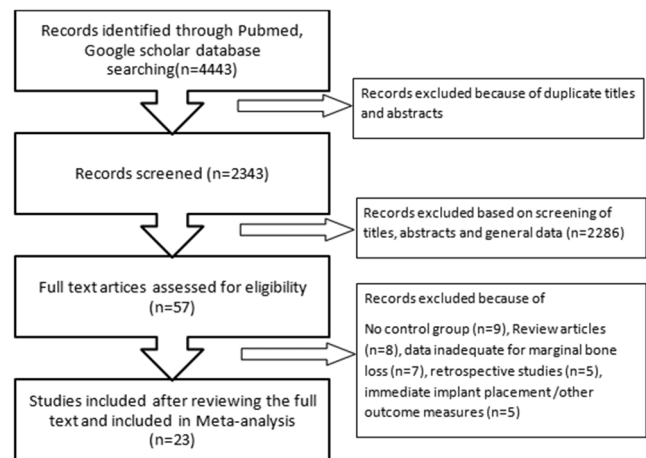 Records identified through Pubmed,
Google scholar database
searching(n=4443)
Records excluded because of duplicate titles
and abstracts
Records screened (n=2343)
Records excluded based on screening of
titles, abstracts and general data (n=2286)
Full text artices assessed for eligibility
(n=57)
Records excluded because of
No control group (n=9), Review articles
(n=8), data inadequate for marginal bone
loss (n=7), retrospective studies (n=5),
immediate implant placement /other
outcome measures (n=5)
Studies included after reviewing the full
text and included in Meta-analysis
(n=23)